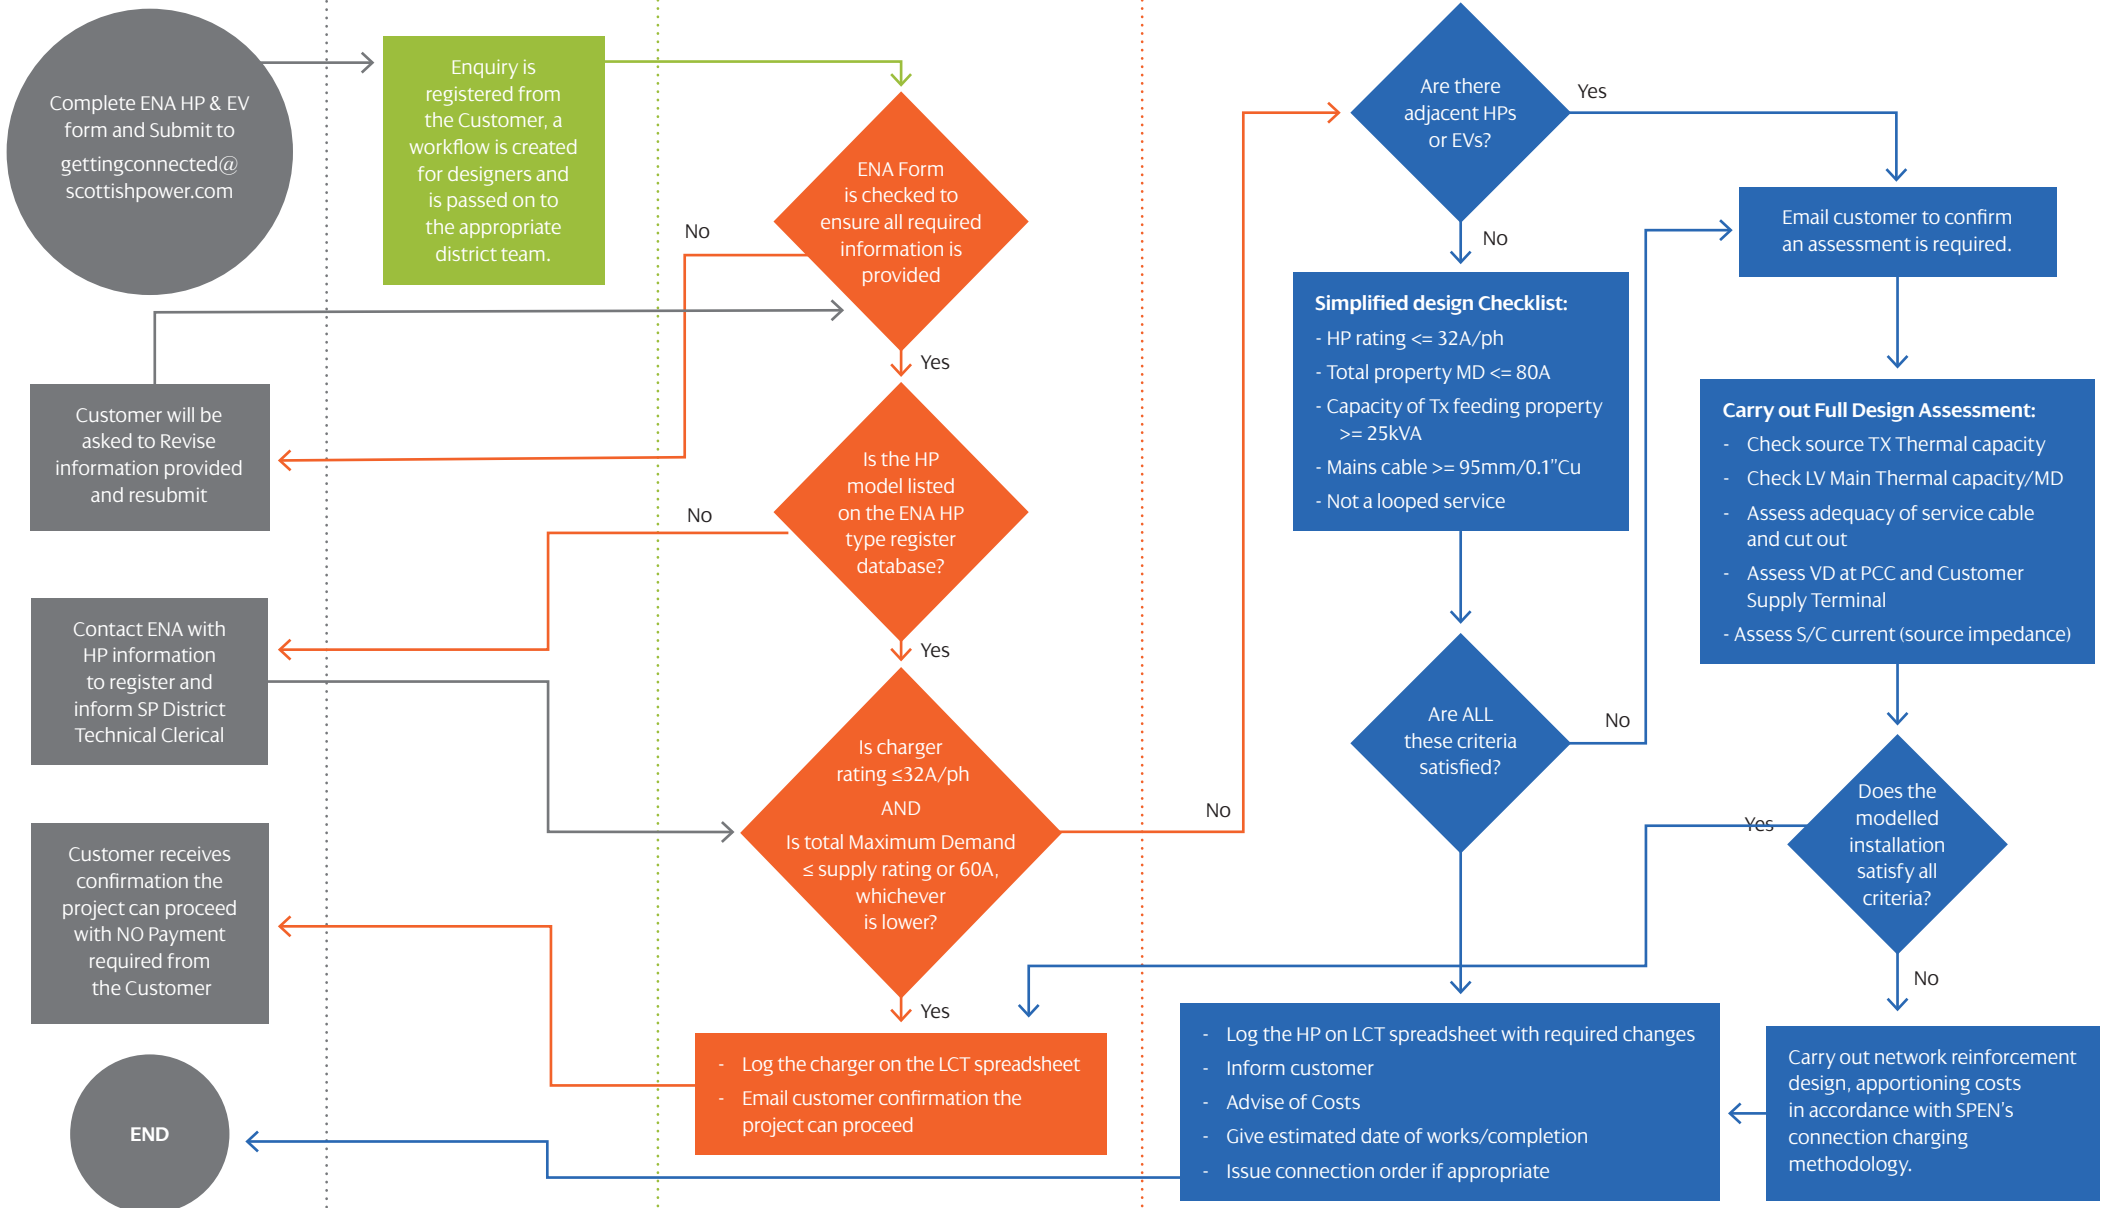 Complete ENA HP & EV
form and Submit to
gettingconnected@
scottishpower.com
Enquiry is
registered from
the Customer, a
workflow is created
for designers and
is passed on to
the appropriate
district team.
ENA Form
is checked to
ensure all required
information is
provided
No
Yes
Customer will be
asked to Revise
information provided
and resubmit
Is the HP
model listed
on the ENA HP
type register
database?
No
Yes
Contact ENA with
HP information
to register and
inform SP District
Technical Clerical
Is charger
rating ≤32A/ph
AND
Is total Maximum Demand
≤ supply rating or 60A,
whichever
is lower?
No
Yes
Customer receives
confirmation the
project can proceed
with NO Payment
required from
the Customer
- Log the charger on the LCT spreadsheet
- Email customer confirmation the
project can proceed
END
Are there
adjacent HPs
or EVs?
Yes
No
Email customer to confirm
an assessment is required.
Simplified design Checklist:
- HP rating <= 32A/ph
- Total property MD <= 80A
- Capacity of Tx feeding property
>= 25kVA
- Mains cable >= 95mm/0.1"Cu
- Not a looped service
Carry out Full Design Assessment:
- Check source TX Thermal capacity
- Check LV Main Thermal capacity/MD
- Assess adequacy of service cable
and cut out
- Assess VD at PCC and Customer
Supply Terminal
- Assess S/C current (source impedance)
Are ALL
these criteria
satisfied?
No
Does the
modelled
installation
satisfy all
criteria?
Yes
No
- Log the HP on LCT spreadsheet with required changes
- Inform customer
- Advise of Costs
- Give estimated date of works/completion
- Issue connection order if appropriate
Carry out network reinforcement
design, apportioning costs
in accordance with SPEN's
connection charging
methodology.